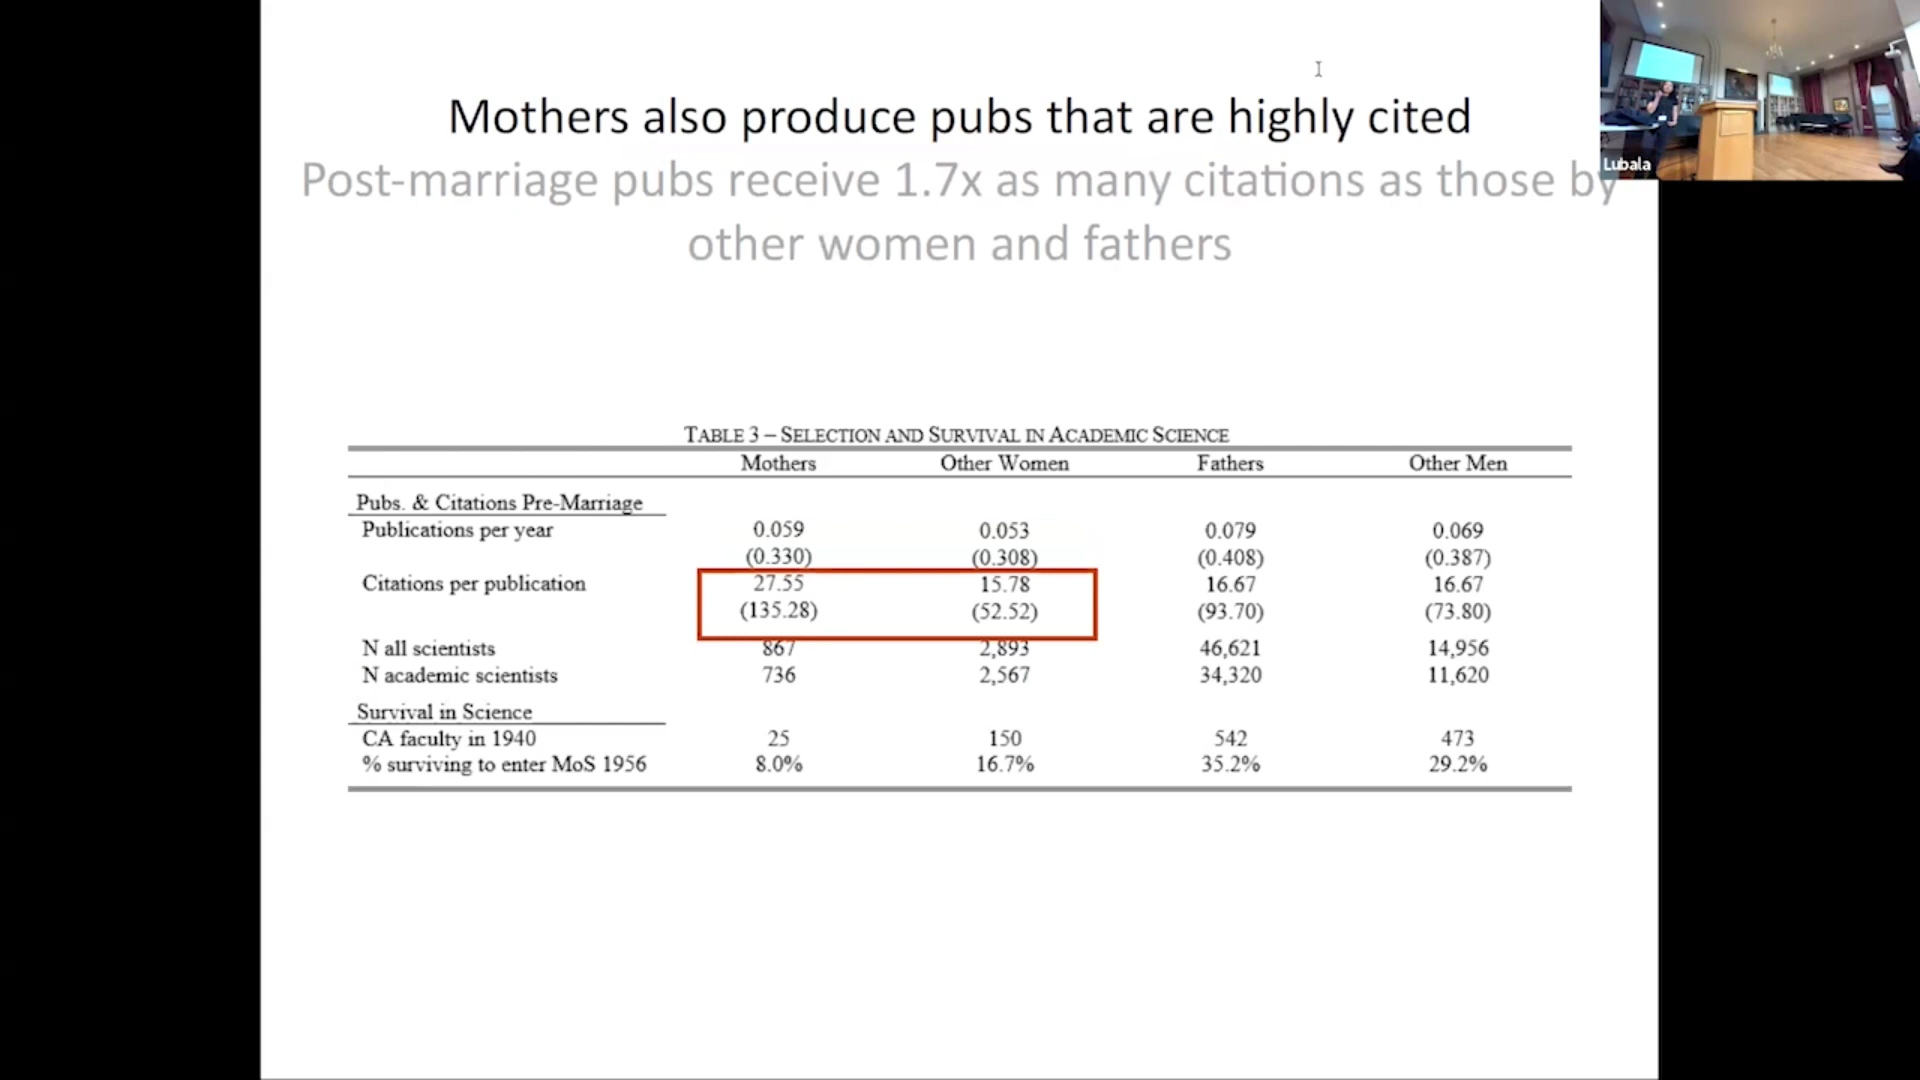 Mothers also produce pubs that are highly cited
Post-marriage pubs receive 1.7x as many citations as those by
other women and fathers
Lubala
TABLE 3 – SELECTION AND SURVIVAL IN ACADEMIC SCIENCE
Mothers Other Women Fathers Other Men
Pubs. & Citations Pre-Marriage
Publications per year 0.059 0.053 0.079 0.069
(0.330) (0.308) (0.408) (0.387)
Citations per publication 27.55 15.78 16.67 16.67
(135.28) (52.52) (93.70) (73.80)
N all scientists 867 2,893 46,621 14,956
N academic scientists 736 2,567 34,320 11,620
Survival in Science
CA faculty in 1940 25 150 542 473
% surviving to enter MoS 1956 8.0% 16.7% 35.2% 29.2%